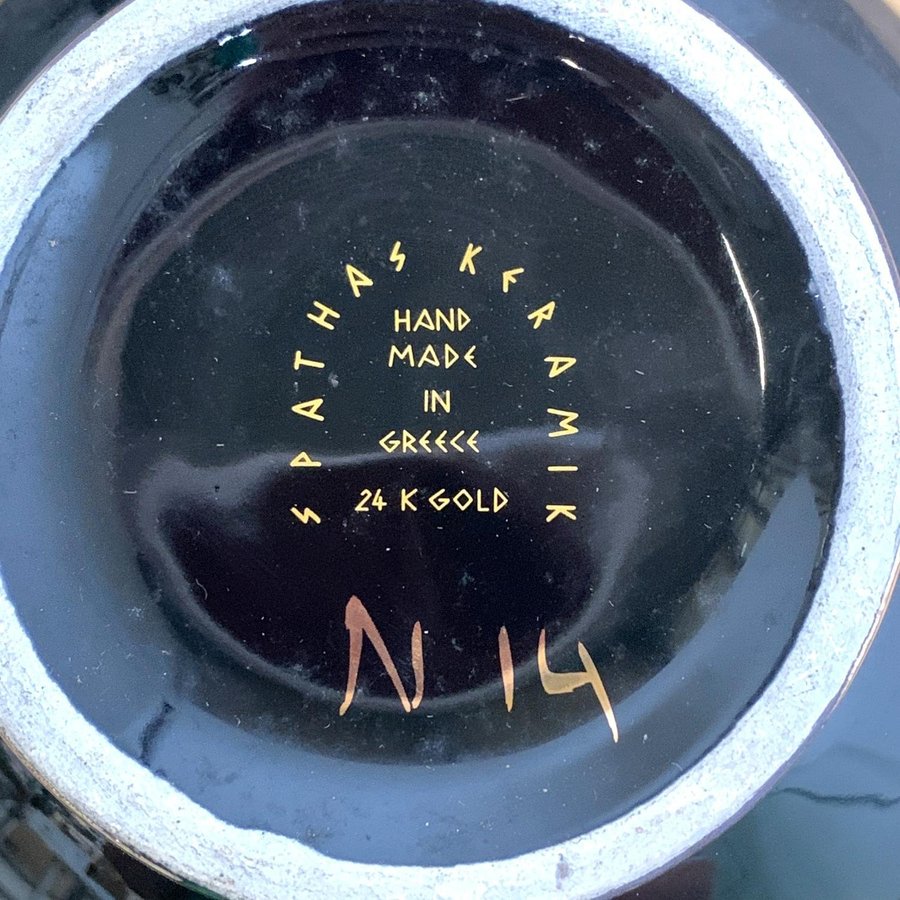 SPATHAS KERAMIK
HAND
MADE
IN
GREECE
24 K GOLD
N 14